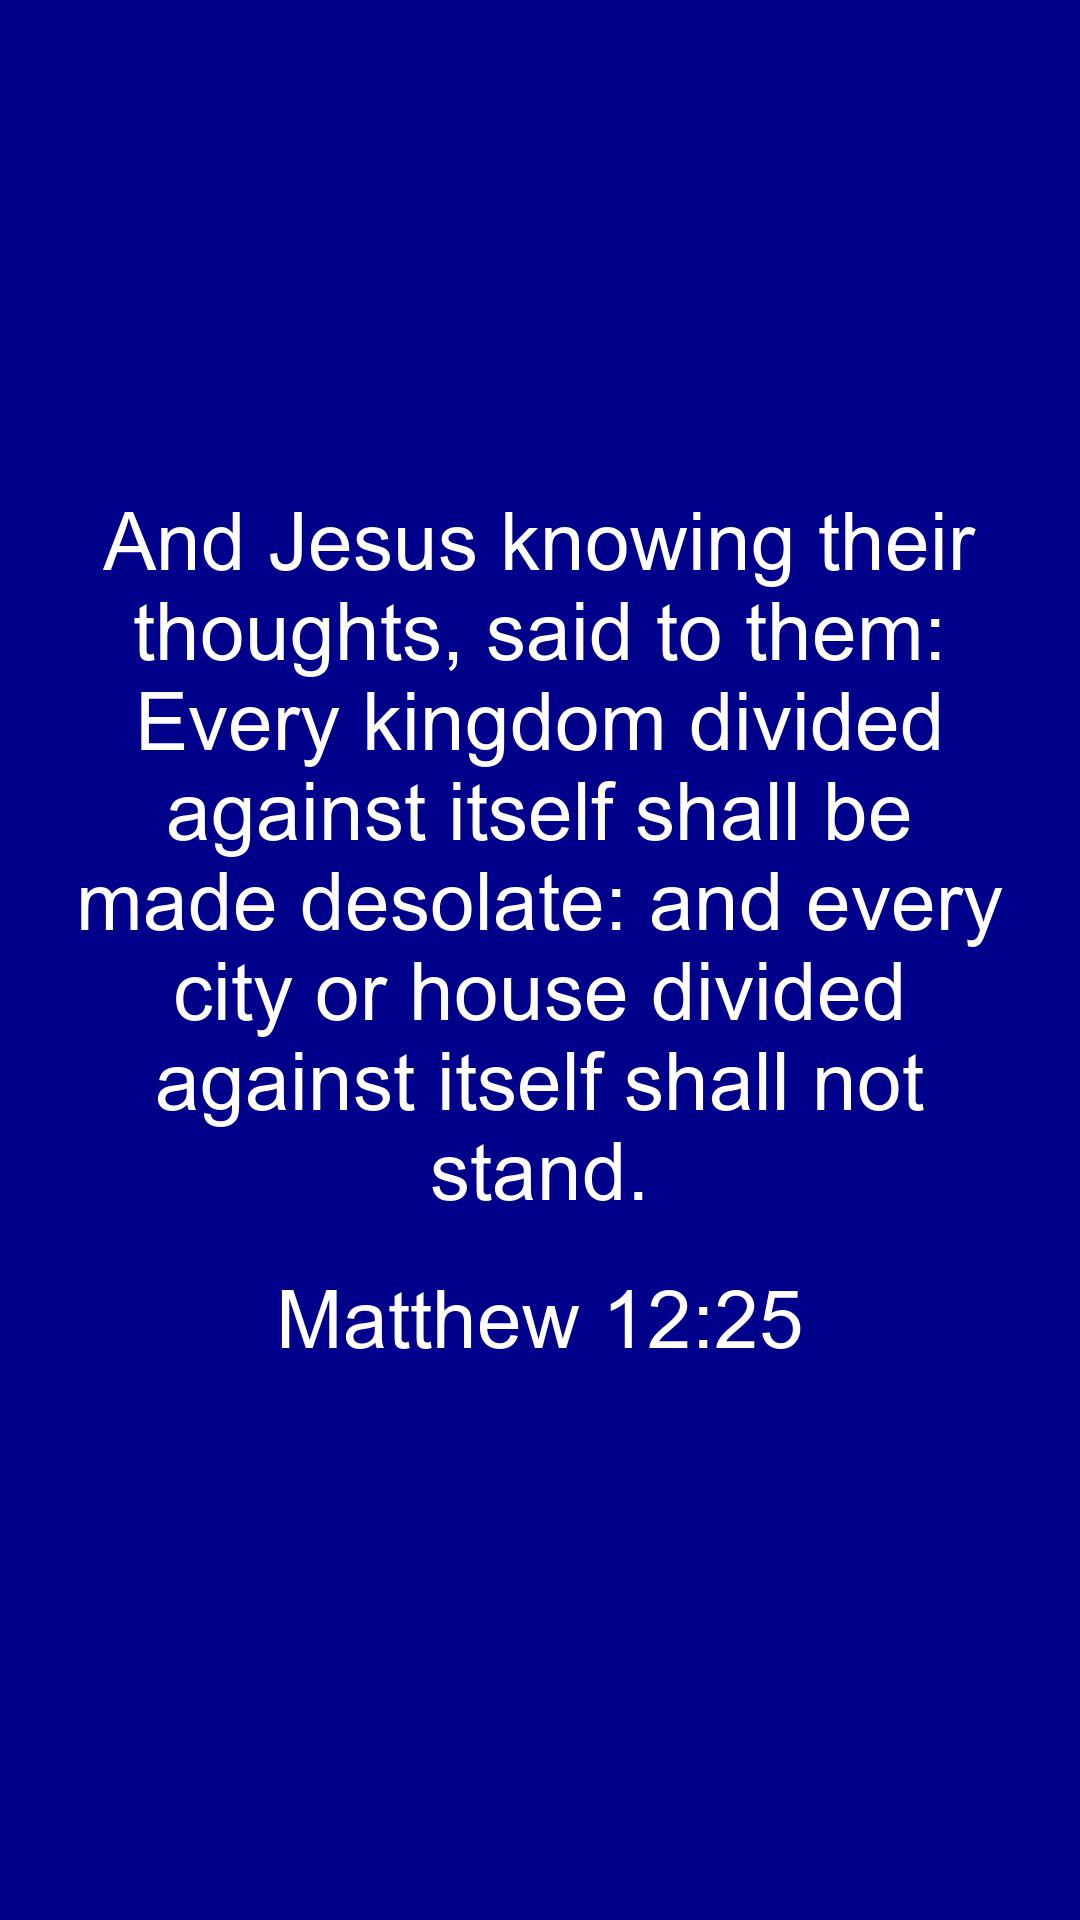 And Jesus knowing their
thoughts, said to them:
Every kingdom divided
against itself shall be
made desolate: and every
city or house divided
against itself shall not
stand.
Matthew 12:25